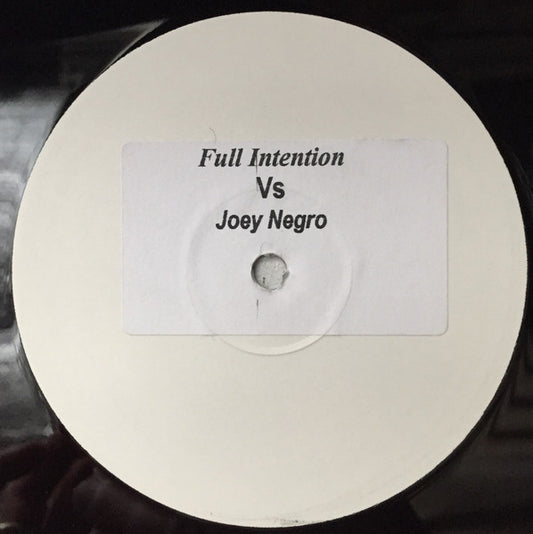 Full Intention
Vs
Joey Negro